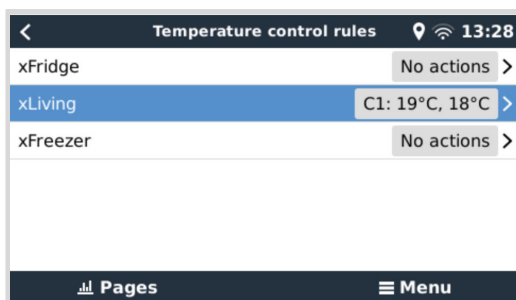 Temperature control rules 13:28
xFridge No actions
xLiving C1: 19°C, 18°C
xFreezer No actions
Pages Menu